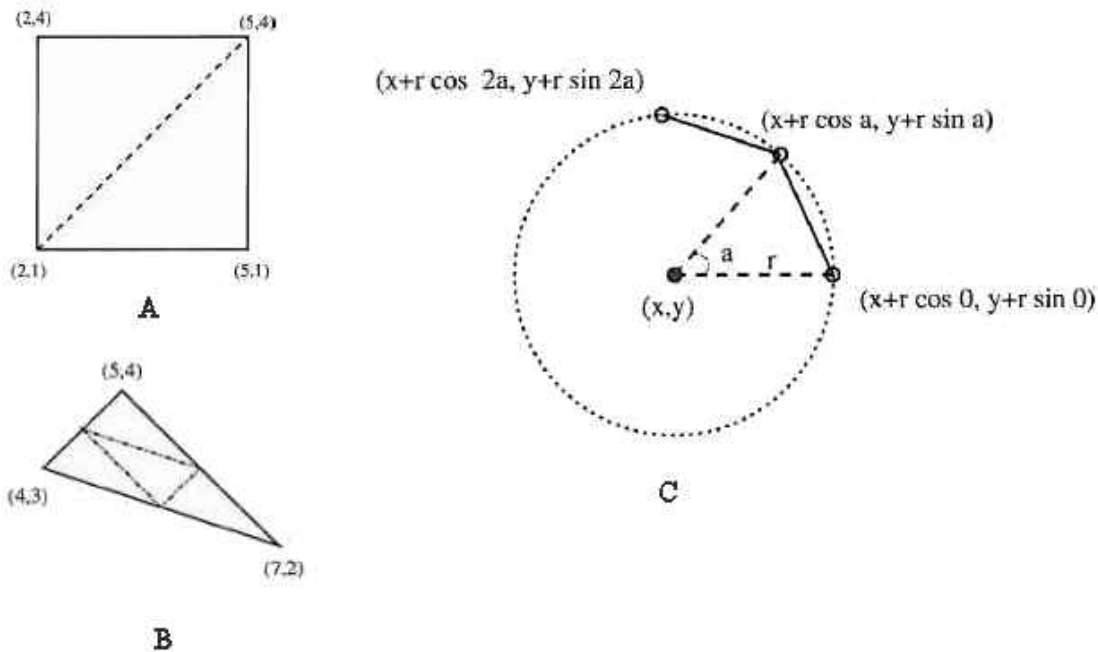 (2,4)
(5,4)
(2,1)
(5,1)
A
(5,4)
(4,3)
(7,2)
B
(x+r cos 2a, y+r sin 2a)
(x+r cos a, y+r sin a)
a
r
(x,y)
(x+r cos 0, y+r sin 0)
C